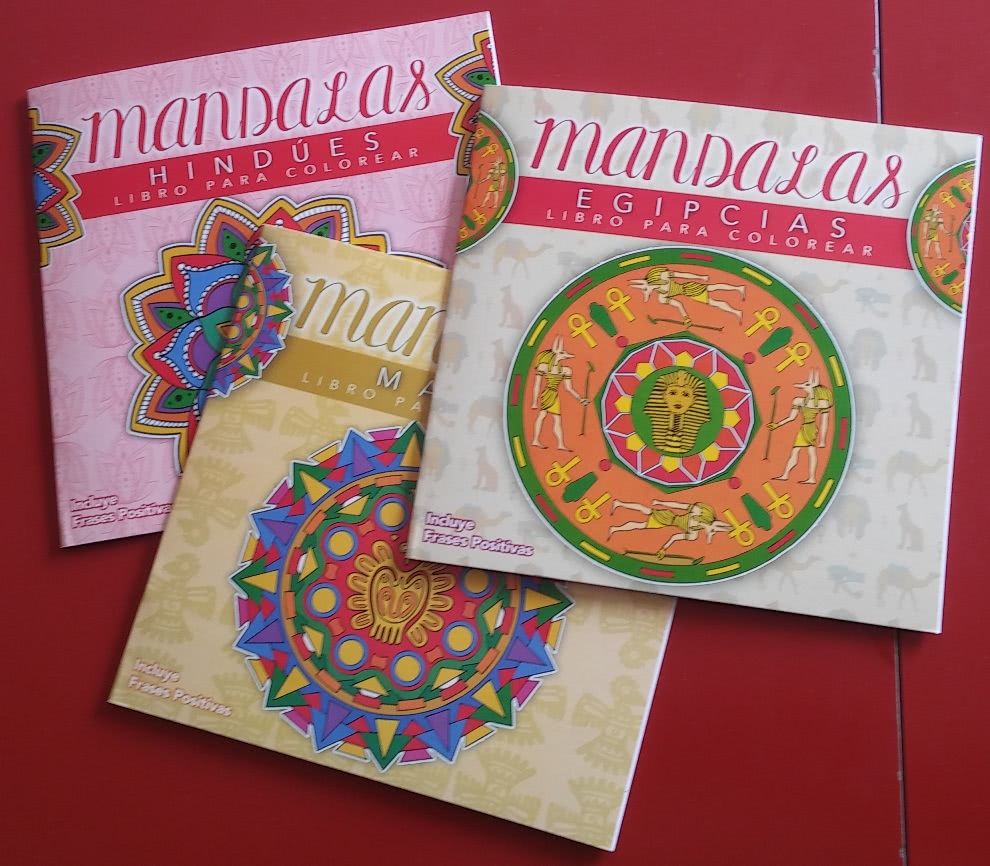 mandalas
HINDÚES
LIBRO PARA COLOREAR
Incluye
Frases Positivas
mandalas
EGIPCIAS
LIBRO PARA COLOREAR
Incluye
Frases Positivas
LIBRO
Incluye
Frases Positivas